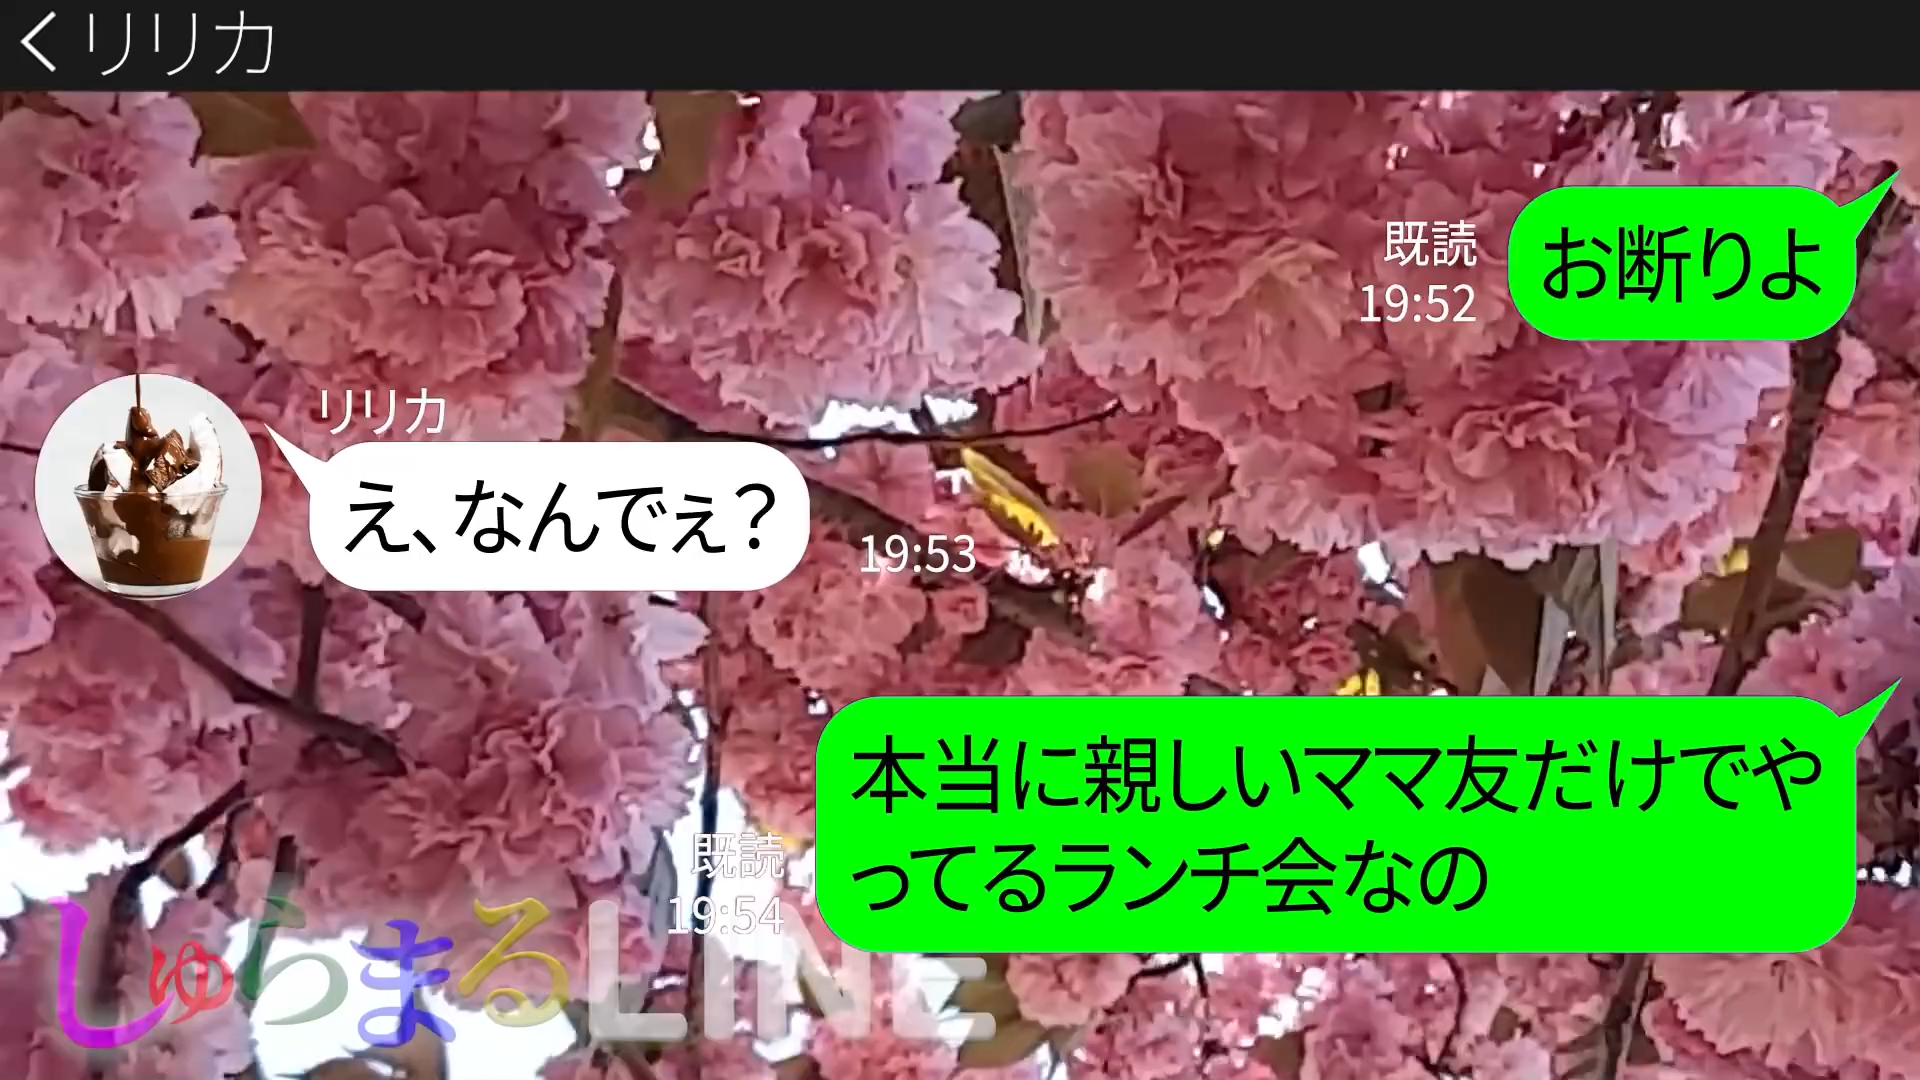 リリカ
お断りよ
既読
19:52
リリカ
え、なんでぇ？
19:53
本当に親しいママ友だけでや
ってるランチ会なの
既読
19:54
しゅらまるLINE